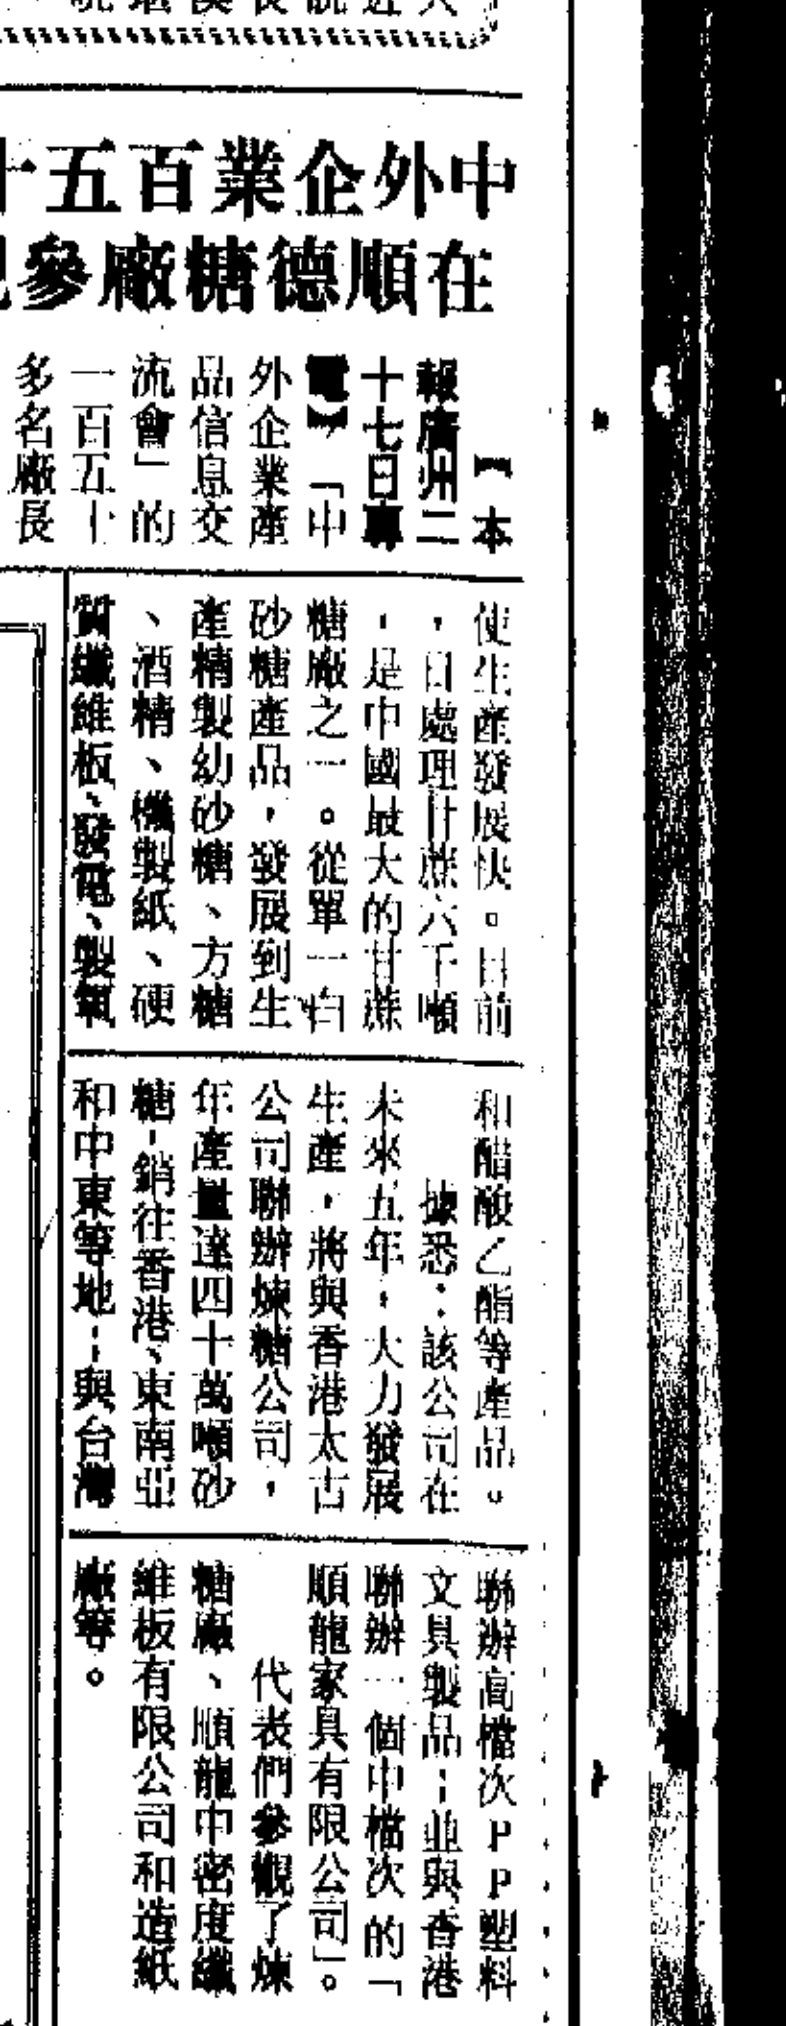 中外企業百五十
在順德糖廠參
【本
報廣州二
十七日專
電】「中
外企業產
品信息交
流會」的
一百五十
多名廠長
使生產發展快。目前
，日處理甘蔗六千噸
，是中國最大的甘蔗
糖廠之一。從單一白
砂糖產品，發展到生
產精製幼砂糖、方糖
、酒精、機製紙、硬
質纖維板、發電、製氧
和醋酸乙酯等產品。
據悉：該公司在
未來五年，大力發展
生產，將與香港太古
公司聯辦煉糖公司，
年產量達四十萬噸砂
糖，銷往香港、東南亞
和中東等地；與台灣
聯辦高檔次PP塑料
文具製品；並與香港
聯辦一個中檔次的「
順龍家具有限公司」。
代表們參觀了煉
糖廠、順龍中密度纖
維板有限公司和造紙
廠等。